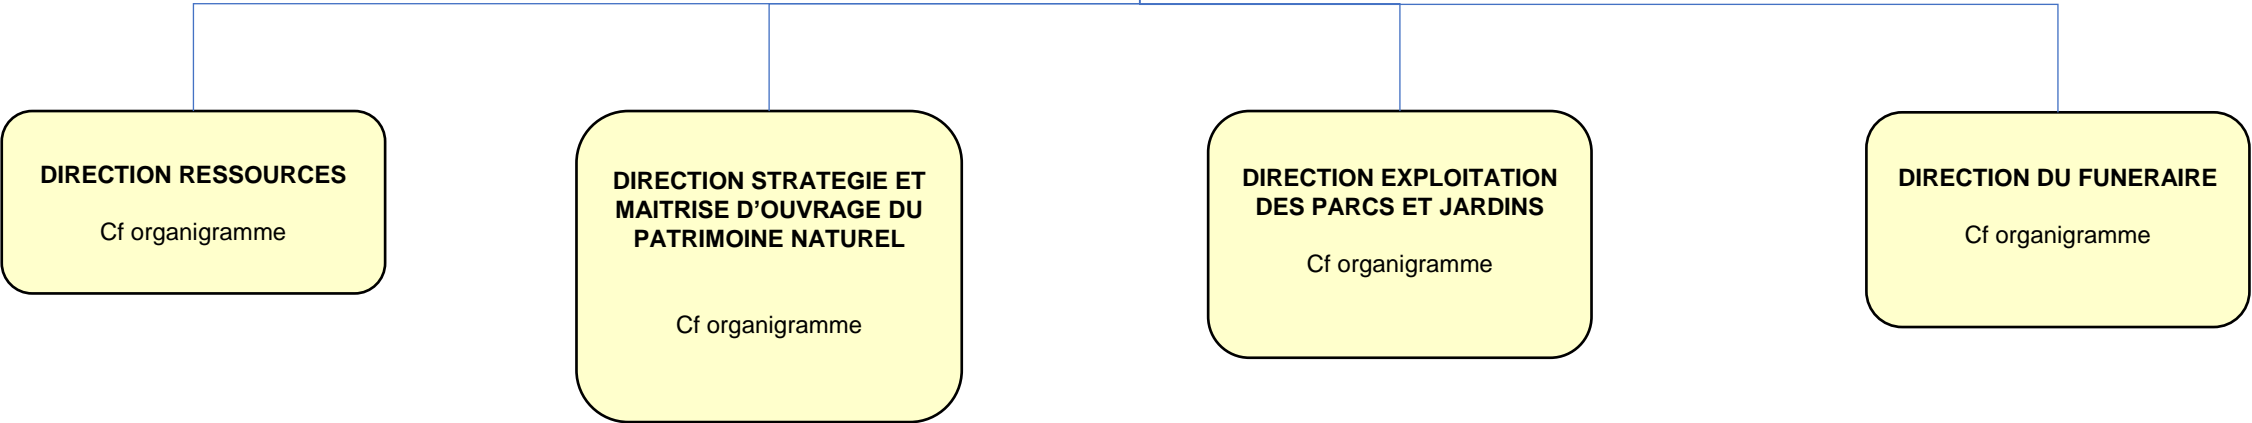 DIRECTION RESSOURCES
Cf organigramme
DIRECTION STRATEGIE ET
MAITRISE D’OUVRAGE DU
PATRIMOINE NATUREL
Cf organigramme
DIRECTION EXPLOITATION
DES PARCS ET JARDINS
Cf organigramme
DIRECTION DU FUNERAIRE
Cf organigramme